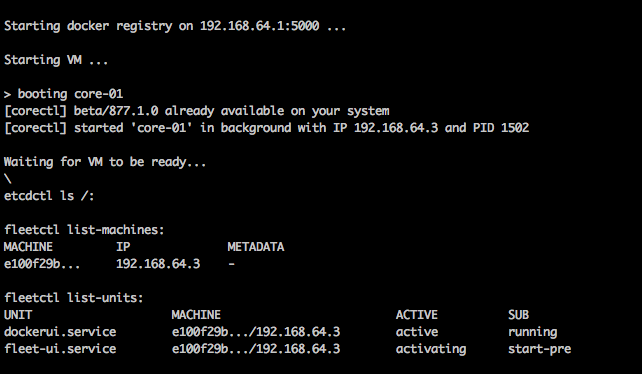 Starting docker registry on 192.168.64.1:5000 ...
Starting VM ...
> booting core-01
[corectl] beta/877.1.0 already available on your system
[corectl] started 'core-01' in background with IP 192.168.64.3 and PID 1502
Waiting for VM to be ready...
\
etcdctl ls /:
fleetctl list-machines:
MACHINE IP METADATA
e100f29b... 192.168.64.3 -
fleetctl list-units:
UNIT MACHINE ACTIVE SUB
dockerui.service e100f29b.../192.168.64.3 active running
fleet-ui.service e100f29b.../192.168.64.3 activating start-pre